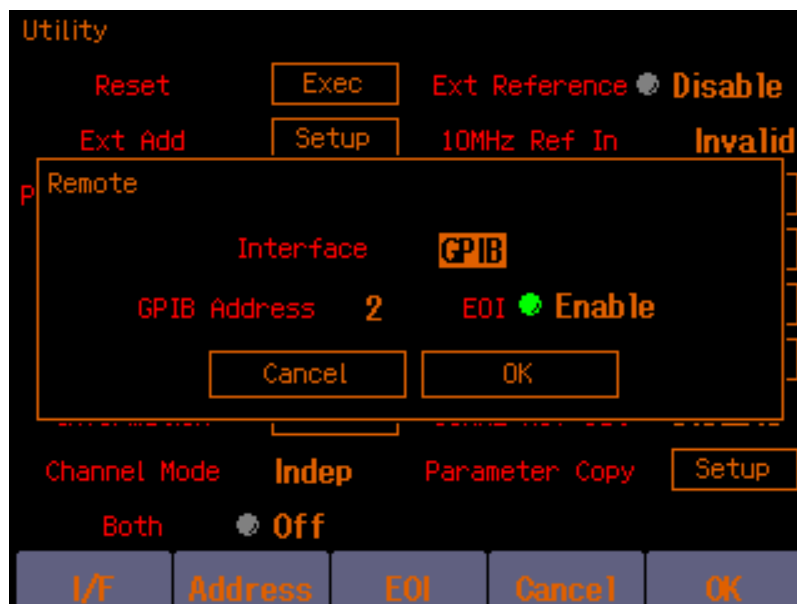 Utility
Reset Exec Ext Reference Disable
Ext Add Setup 10MHz Ref In Invalid
P
Remote
Interface GPIB
GPIB Address 2 EOI Enable
Cancel OK
Channel Mode Indep Parameter Copy Setup
Both Off
I/F Address EOI Cancel OK